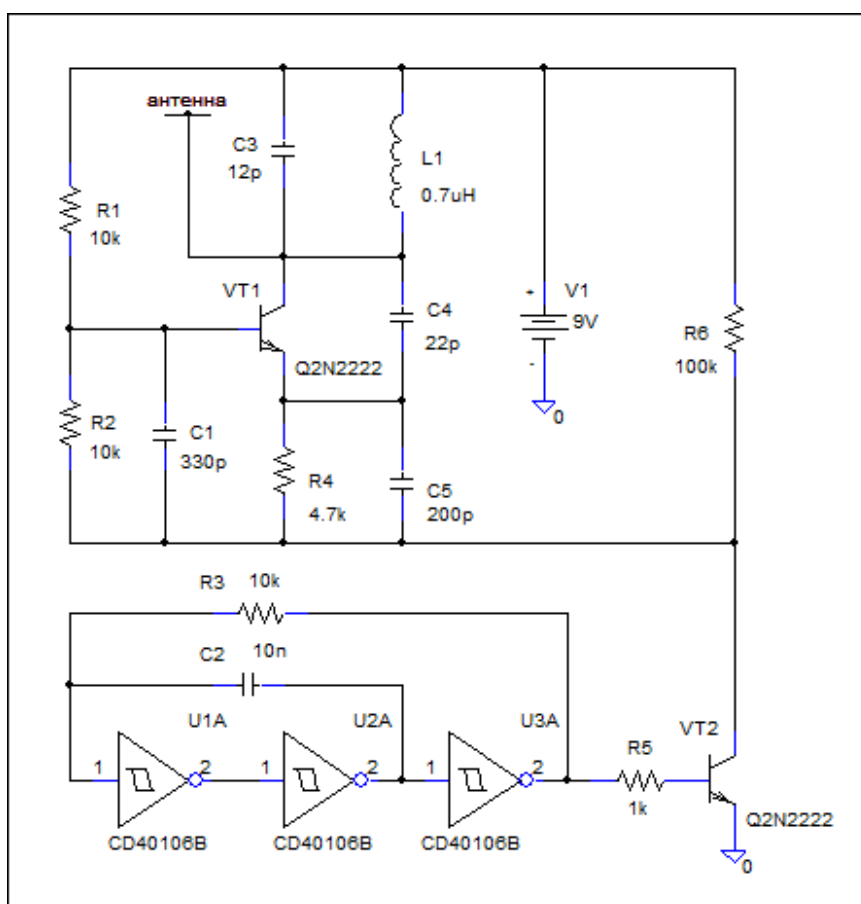 антенна
C3
12p
L1
0.7uH
R1
10k
VT1
Q2N2222
C4
22p
+
V1
9V
-
0
R6
100k
R2
10k
C1
330p
R4
4.7k
C5
200p
R3
10k
C2
10n
U1A
U2A
U3A
1
2
1
2
1
2
CD40106B
CD40106B
CD40106B
R5
1k
VT2
Q2N2222
0